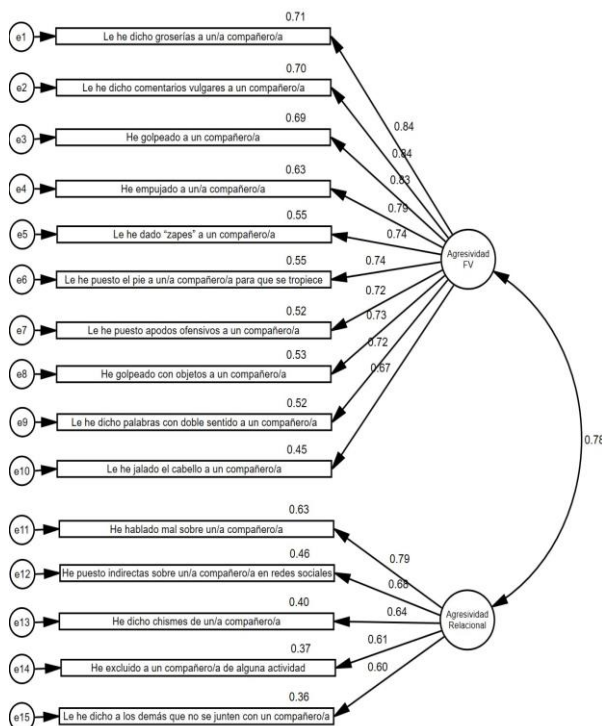 0.71
e1
Le he dicho groserías a un/a compañero/a
0.70
e2
Le he dicho comentarios vulgares a un compañero/a
0.69
e3
He golpeado a un compañero/a
0.63
e4
He empujado a un/a compañero/a
0.55
e5
Le he dado "zapes" a un compañero/a
0.55
e6
Le he puesto el pie a un/a compañero/a para que se tropiece
0.52
e7
Le he puesto apodos ofensivos a un compañero/a
0.53
e8
He golpeado con objetos a un compañero/a
0.52
e9
Le he dicho palabras con doble sentido a un compañero/a
0.45
e10
Le he jalado el cabello a un compañero/a
0.84
0.84
0.83
0.79
0.74
0.74
0.72
0.73
0.72
0.67
Agresividad
FV
0.78
0.63
e11
He hablado mal sobre un/a compañero/a
0.46
e12
He puesto indirectas sobre un/a compañero/a en redes sociales
0.40
e13
He dicho chismes de un/a compañero/a
0.37
e14
He excluido a un compañero/a de alguna actividad
0.36
e15
Le he dicho a los demás que no se junten con un compañero/a
0.79
0.68
0.64
0.61
0.60
Agresividad
Relacional